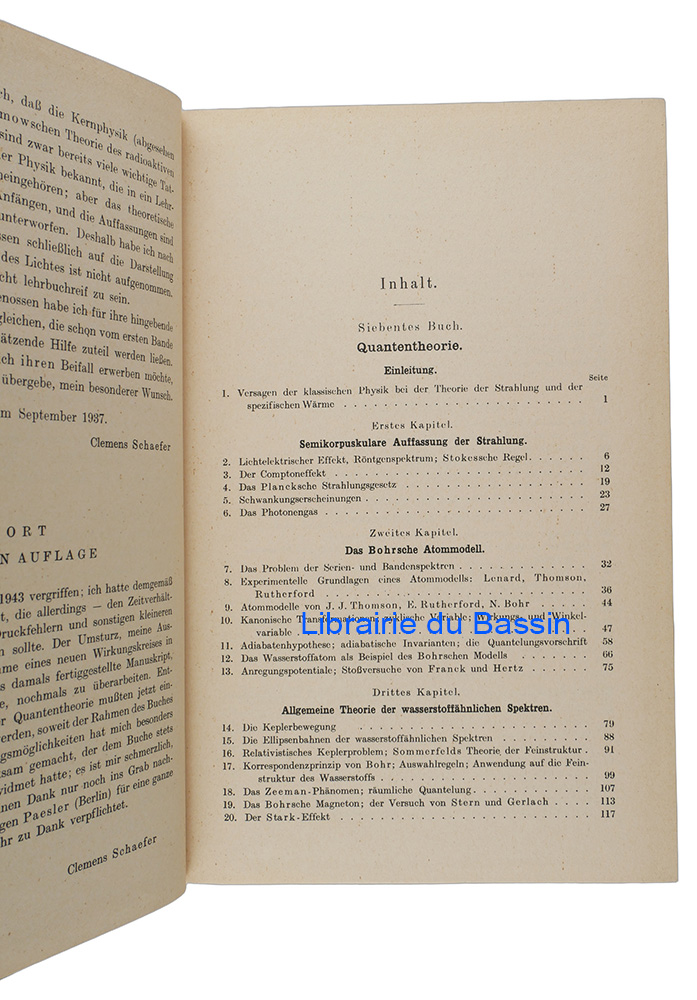 ch, daß die Kernphysik (abgesehen
mowschen Theorie des radioaktiven
sind zwar bereits viele wichtige Tat-
er Physik bekannt, die in ein Lehr-
eingehören; aber das theoretische
nfängen, und die Auffassungen sind
unterworfen. Deshalb habe ich nach
ssen schließlich auf die Darstellung
des Lichtes ist nicht aufgenommen,
cht lehrbuchreif zu sein.
enossen habe ich für ihre hingebende
gleichen, die schon vom ersten Bande
ätzende Hilfe zuteil werden ließen.
ch ihren Beifall erwerben möchte,
übergebe, mein besonderer Wunsch.
m September 1937.
Clemens Schaefer
ORT
N AUFLAGE
1943 vergriffen; ich hatte demgemäß
t, die allerdings — den Zeitverhält-
Druckfehlern und sonstigen kleineren
n sollte. Der Umsturz, meine Aus-
me eines neuen Wirkungskreises in
s damals fertiggestellte Manuskript,
e, nochmals zu überarbeiten. Ent-
r Quantentheorie mußten jetzt ein-
werden, soweit der Rahmen des Buches
gsmöglichkeiten hat mich besonders
sam gemacht, der dem Buche stets
vidmet hatte; es ist mir schmerzlich,
nen Dank nur noch ins Grab nach-
gen Paesler (Berlin) für eine ganze
hr zu Dank verpflichtet.
Clemens Schaefer
Inhalt.
Siebentes Buch.
Quantentheorie.
Einleitung.
Seite
1. Versagen der klassischen Physik bei der Theorie der Strahlung und der
spezifischen Wärme . . . . . . . . . . . . . . . . . . . . 1
Erstes Kapitel.
Semikorpuskulare Auffassung der Strahlung.
2. Lichtelektrischer Effekt, Röntgenspektrum; Stokessche Regel . . . . . 6
3. Der Comptoneffekt . . . . . . . . . . . . . . . . . . . . 12
4. Das Plancksche Strahlungsgesetz . . . . . . . . . . . . . . . 19
5. Schwankungserscheinungen . . . . . . . . . . . . . . . . . 23
6. Das Photonengas . . . . . . . . . . . . . . . . . . . . . 27
Zweites Kapitel.
Das Bohrsche Atommodell.
7. Das Problem der Serien- und Bandenspektren . . . . . . . . . . 32
8. Experimentelle Grundlagen eines Atommodells: Lenard, Thomson,
Rutherford . . . . . . . . . . . . . . . . . . . . . . . 36
9. Atommodelle von J. J. Thomson, E. Rutherford, N. Bohr . . . . . . 44
10. Kanonische Transformationen; zyklische Variable; Wirkungs- und Winkel-
variable . . . . . . . . . . . . . . . . . . . . . . . . 47
11. Adiabatenhypothese; adiabatische Invarianten; die Quantelungsvorschrift 58
12. Das Wasserstoffatom als Beispiel des Bohrschen Modells . . . . . . 66
13. Anregungspotentiale; Stoßversuche von Franck und Hertz . . . . . 75
Librairie du Bassin
Drittes Kapitel.
Allgemeine Theorie der wasserstoffähnlichen Spektren.
14. Die Keplerbewegung . . . . . . . . . . . . . . . . . . . 79
15. Die Ellipsenbahnen der wasserstoffähnlichen Spektren . . . . . . . 88
16. Relativistisches Keplerproblem; Sommerfelds Theorie der Feinstruktur . 91
17. Korrespondenzprinzip von Bohr; Auswahlregeln; Anwendung auf die Fein-
struktur des Wasserstoffs . . . . . . . . . . . . . . . . . 99
18. Das Zeeman-Phänomen; räumliche Quantelung . . . . . . . . . . 107
19. Das Bohrsche Magneton; der Versuch von Stern und Gerlach . . . . 113
20. Der Stark-Effekt . . . . . . . . . . . . . . . . . . . . 117